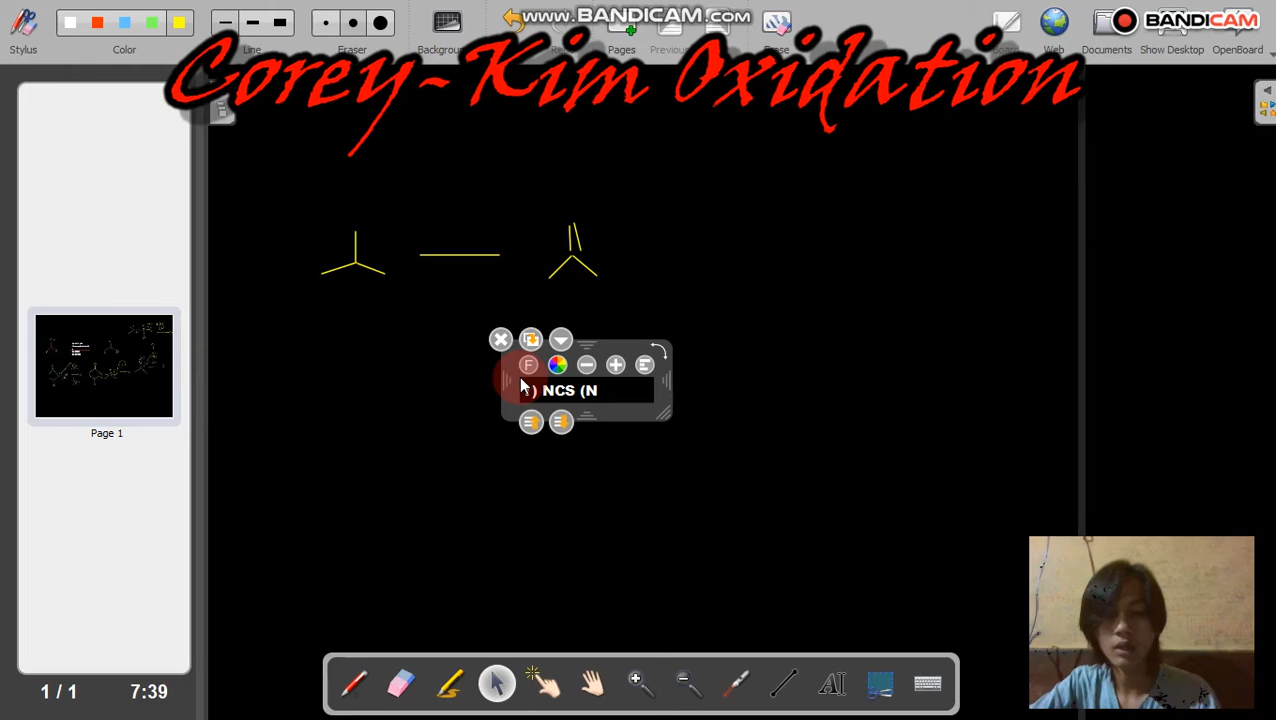 www.BANDICAM.com
BANDICAM
Stylus
Color
Line
Eraser
Pages
Web
Documents
Show Desktop
OpenBoard
Corey-Kim Oxidation
F
) NCS (N
Page 1
1 / 1
7:39
AI